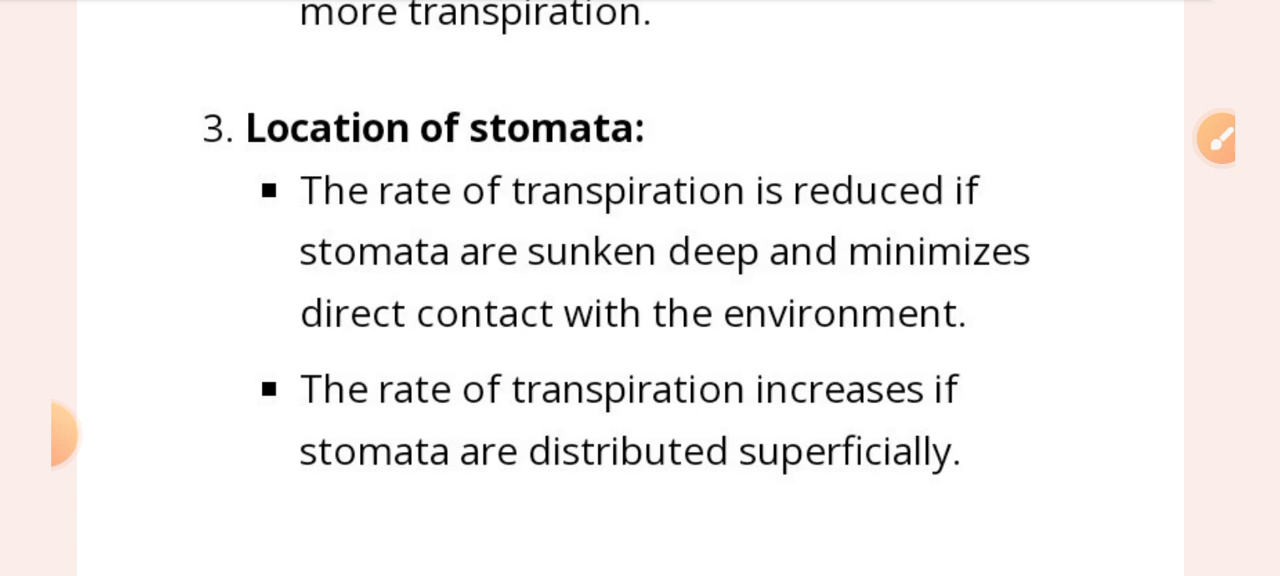 more transpiration.
3. Location of stomata:
▪ The rate of transpiration is reduced if
stomata are sunken deep and minimizes
direct contact with the environment.
▪ The rate of transpiration increases if
stomata are distributed superficially.